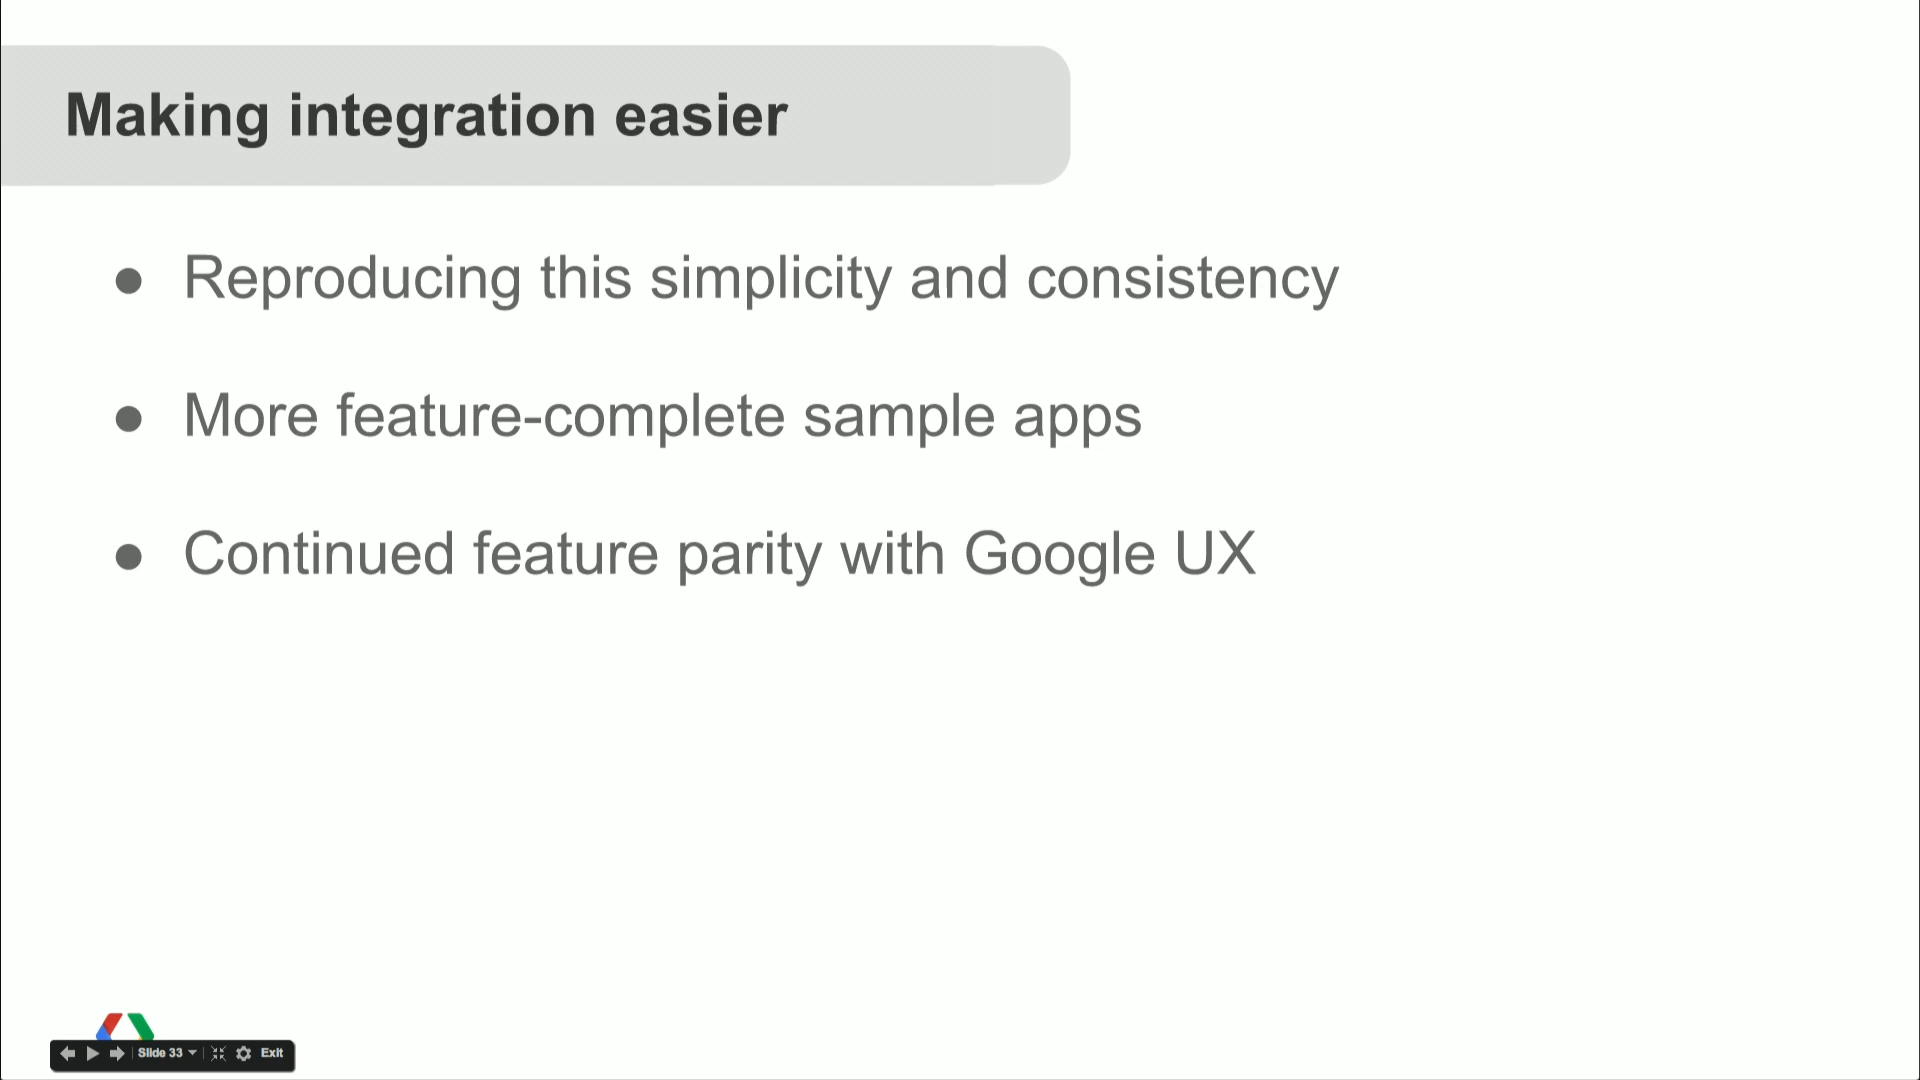 Making integration easier
● Reproducing this simplicity and consistency
● More feature-complete sample apps
● Continued feature parity with Google UX
Slide 33 Exit